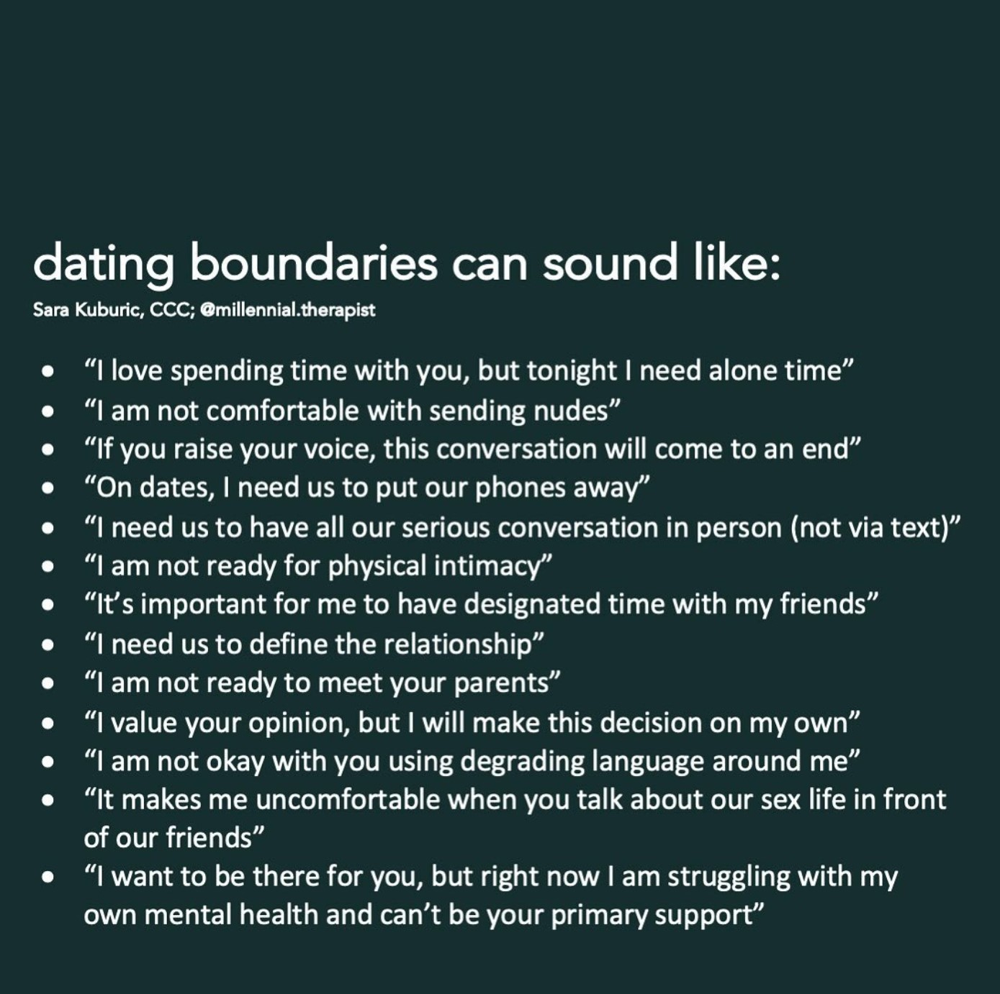 dating boundaries can sound like:
Sara Kuburic, CCC; @millennial.therapist
• “I love spending time with you, but tonight I need alone time”
• “I am not comfortable with sending nudes”
• “If you raise your voice, this conversation will come to an end”
• “On dates, I need us to put our phones away”
• “I need us to have all our serious conversation in person (not via text)”
• “I am not ready for physical intimacy”
• “It’s important for me to have designated time with my friends”
• “I need us to define the relationship”
• “I am not ready to meet your parents”
• “I value your opinion, but I will make this decision on my own”
• “I am not okay with you using degrading language around me”
• “It makes me uncomfortable when you talk about our sex life in front
of our friends”
• “I want to be there for you, but right now I am struggling with my
own mental health and can’t be your primary support”